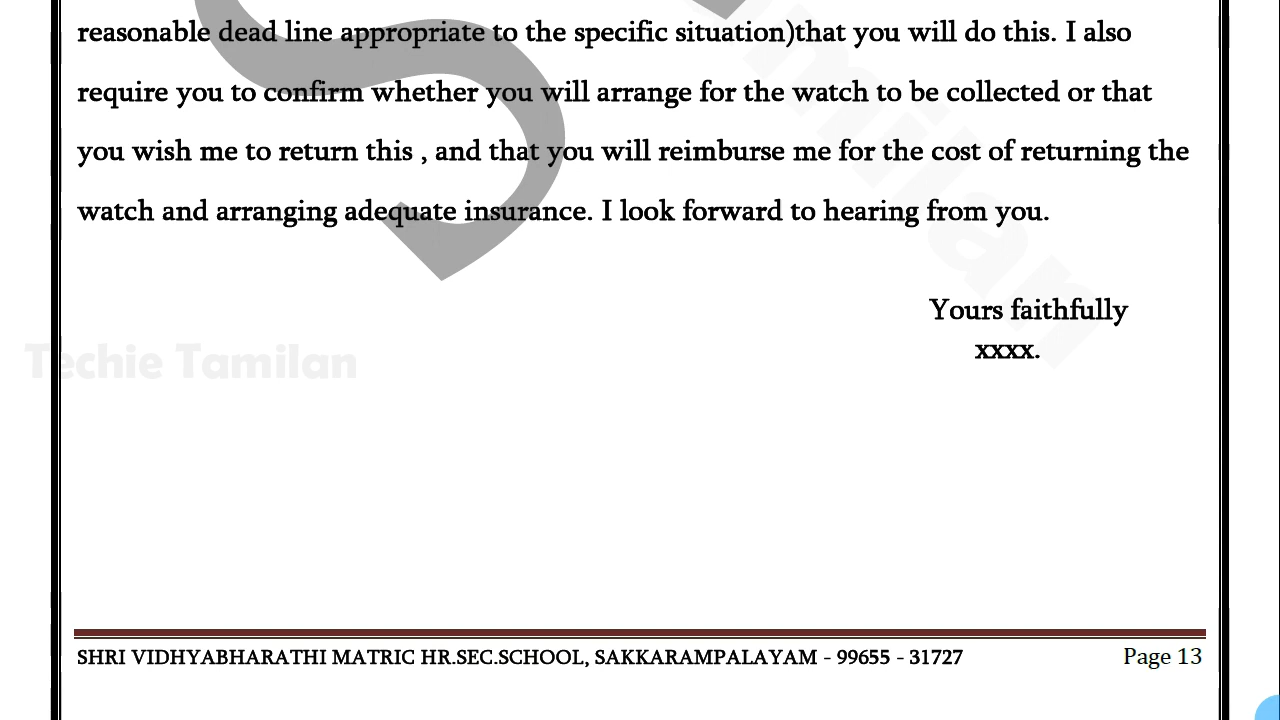 reasonable dead line appropriate to the specific situation)that you will do this. I also
require you to confirm whether you will arrange for the watch to be collected or that
you wish me to return this , and that you will reimburse me for the cost of returning the
watch and arranging adequate insurance. I look forward to hearing from you.
Yours faithfully
xxxx.
Techie Tamilan
SHRI VIDHYABHARATHI MATRIC HR.SEC.SCHOOL, SAKKARAMPALAYAM - 99655 - 31727
Page 13